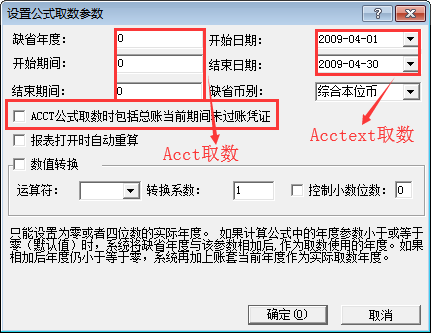 设置公式取数参数
缺省年度： 0 开始日期： 2009-04-01
开始期间： 0 结束日期： 2009-04-30
结束期间： 0 缺省币别： 综合本位币
ACCT公式取数时包括总账当前期间未过账凭证
报表打开时自动重算
Acct取数
Acctext取数
数值转换
运算符： 转换系数： 1 控制小数位数： 0
只能设置为零或者四位数的实际年度。 如果计算公式中的年度参数小于或等于
零（默认值）时，系统将缺省年度与该参数相加后，作为取数使用的年度。如果
相加后年度仍小于等于零，系统再加上账套当前年度作为实际取数年度。
确定(O) 取消